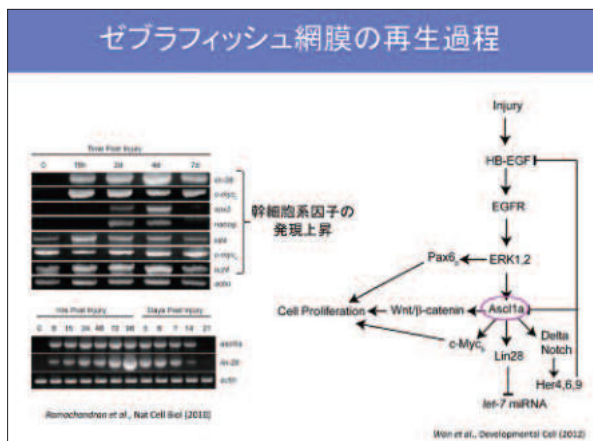 ゼブラフィッシュ網膜の再生過程
Time Post Injury
0 15h 2d 4d 7d
lin-28
c-myc
nanog
actin
幹細胞系因子の
発現上昇
Hrs Post Injury Days Post Injury
0 6 15 24 48 72 96 5 6 7 14 21
ascl1a
lin-28
actin
Ramachandran et al., Nat Cell Biol (2010)
Injury
HB-EGF
EGFR
Pax6b ERK1,2
Cell Proliferation Wnt/β-catenin Ascl1a
c-Mycb Lin28 Delta
Notch
Her4,6,9
let-7 miRNA
Wan et al., Developmental Cell (2012)